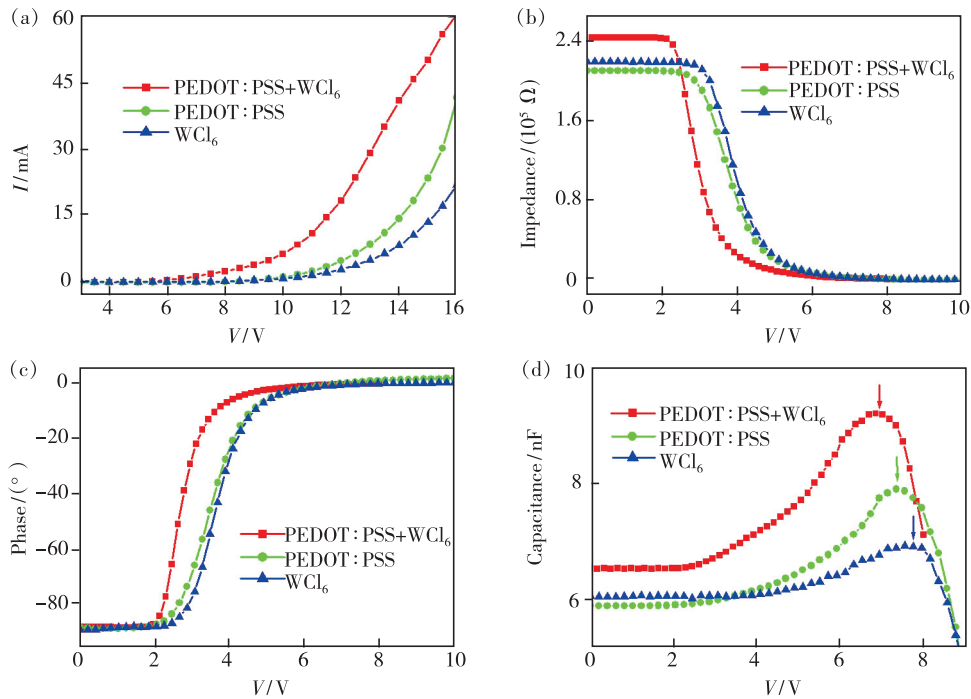 (a)
60
45
30
15
0
I/mA
PEDOT:PSS+WCl₆
PEDOT:PSS
WCl₆
4 6 8 10 12 14 16
V/V
(b)
2.4
1.6
0.8
0
Impedance/(10⁵ Ω)
PEDOT:PSS+WCl₆
PEDOT:PSS
WCl₆
0 2 4 6 8 10
V/V
(c)
0
−20
−40
−60
−80
Phase/(°)
PEDOT:PSS+WCl₆
PEDOT:PSS
WCl₆
0 2 4 6 8 10
V/V
(d)
10
8
6
Capacitance/nF
PEDOT:PSS+WCl₆
PEDOT:PSS
WCl₆
0 2 4 6 8
V/V